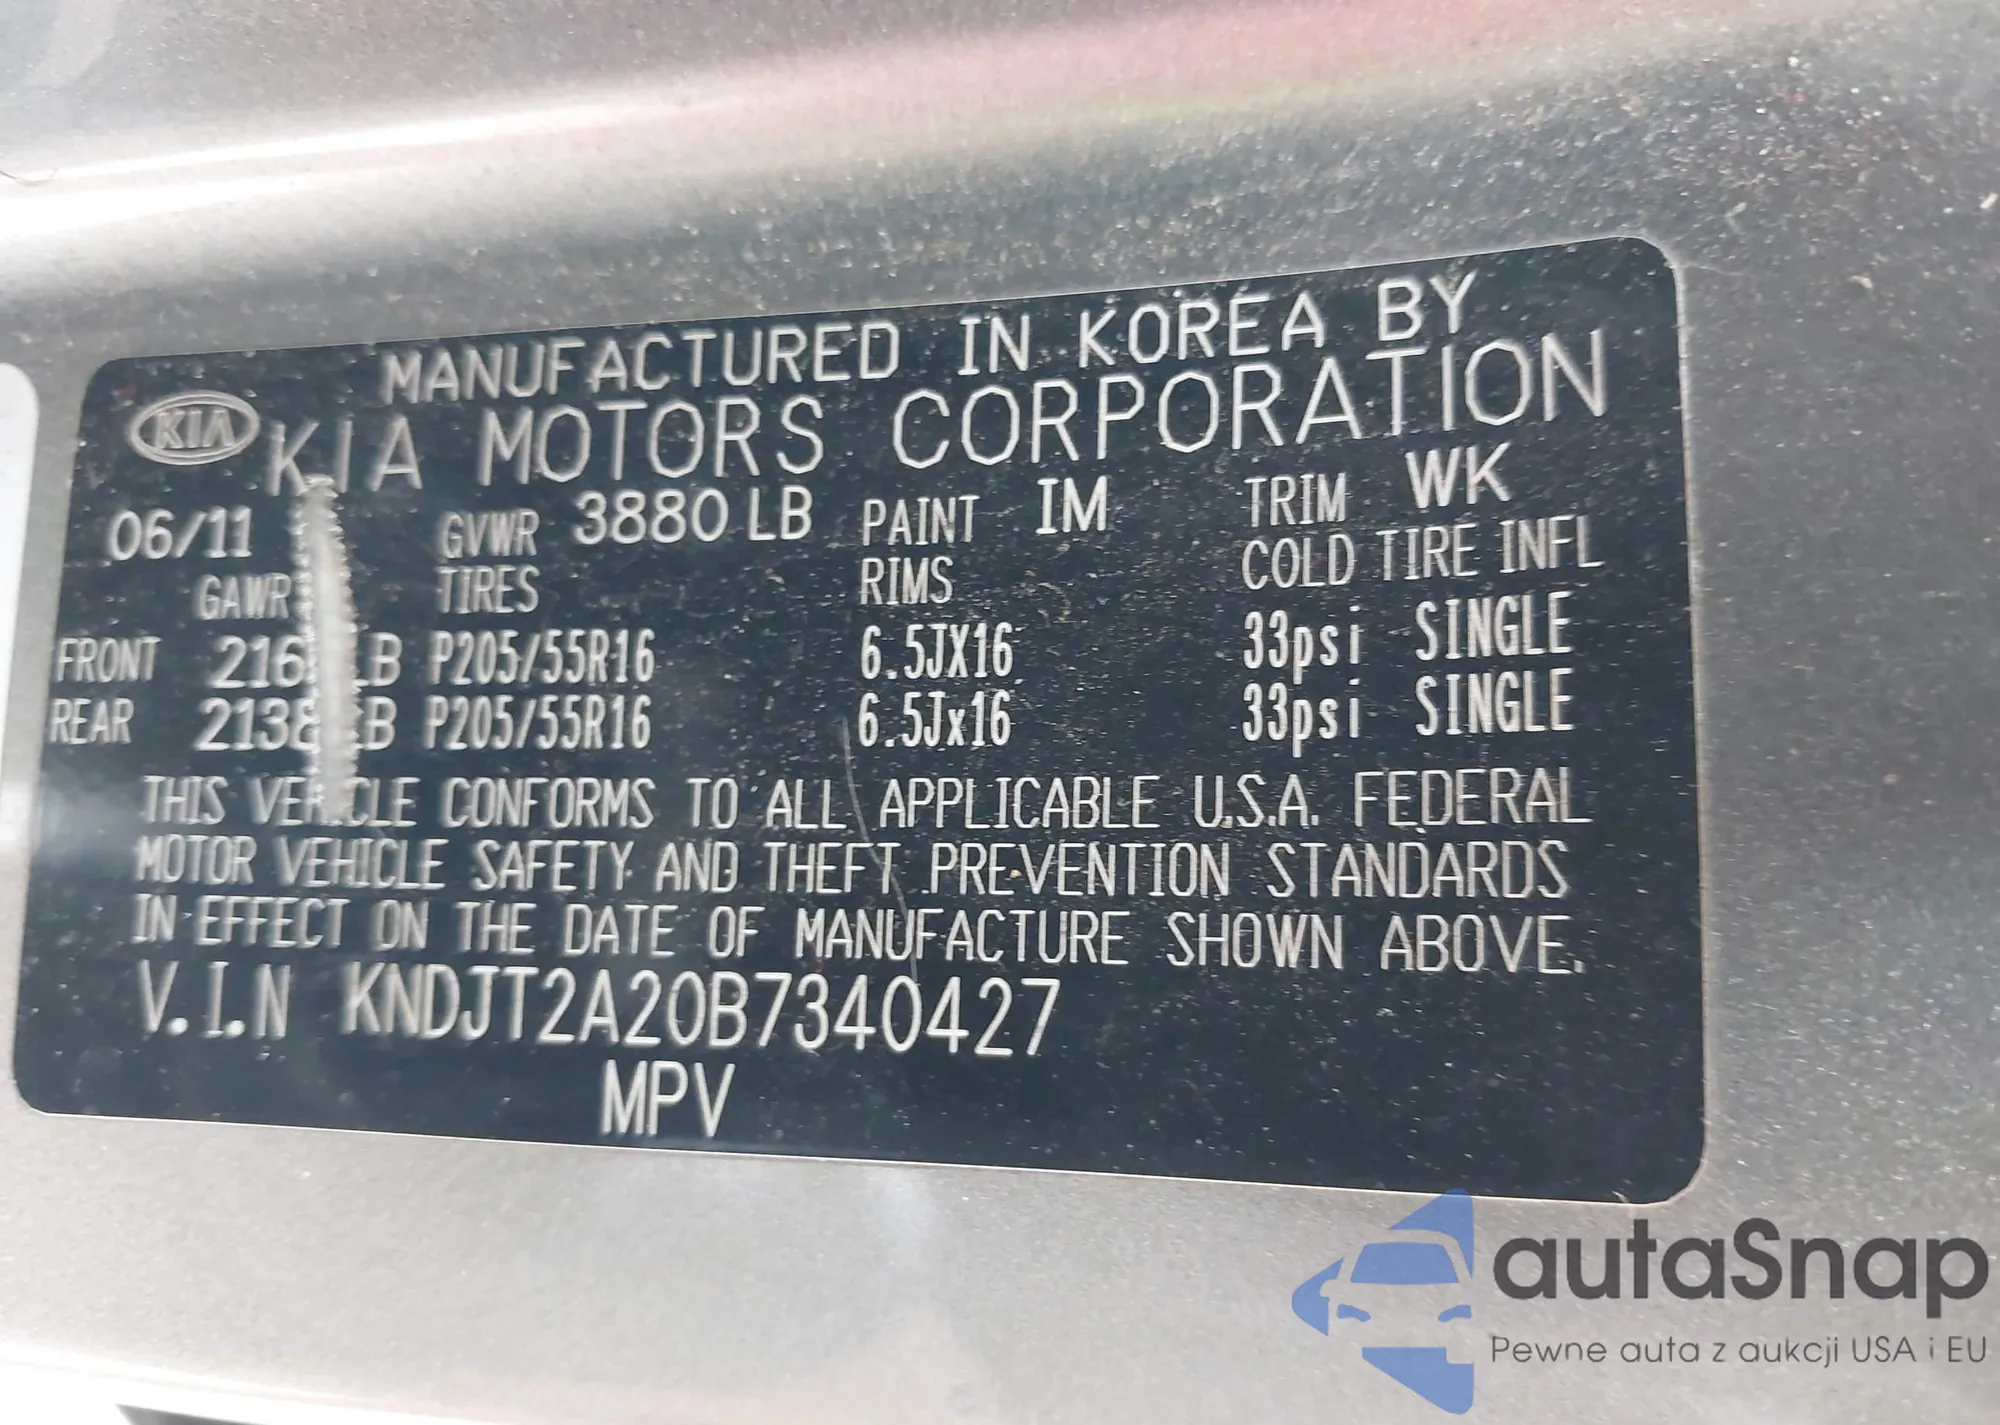 MANUFACTURED IN KOREA BY
KIA KIA MOTORS CORPORATION
06/11 GVWR 3880 LB PAINT IM TRIM WK
GAWR TIRES RIMS COLD TIRE INFL
FRONT LB P205/55R16 6.5JX16 33psi SINGLE
REAR 2138 LB P205/55R16 6.5Jx16 33psi SINGLE
THIS VEHICLE CONFORMS TO ALL APPLICABLE U.S.A. FEDERAL
MOTOR VEHICLE SAFETY AND THEFT PREVENTION STANDARDS
IN EFFECT ON THE DATE OF MANUFACTURE SHOWN ABOVE.
V.I.N KNDJT2A20B7340427
MPV
autaSnap
Pewne auta z aukcji USA i EU